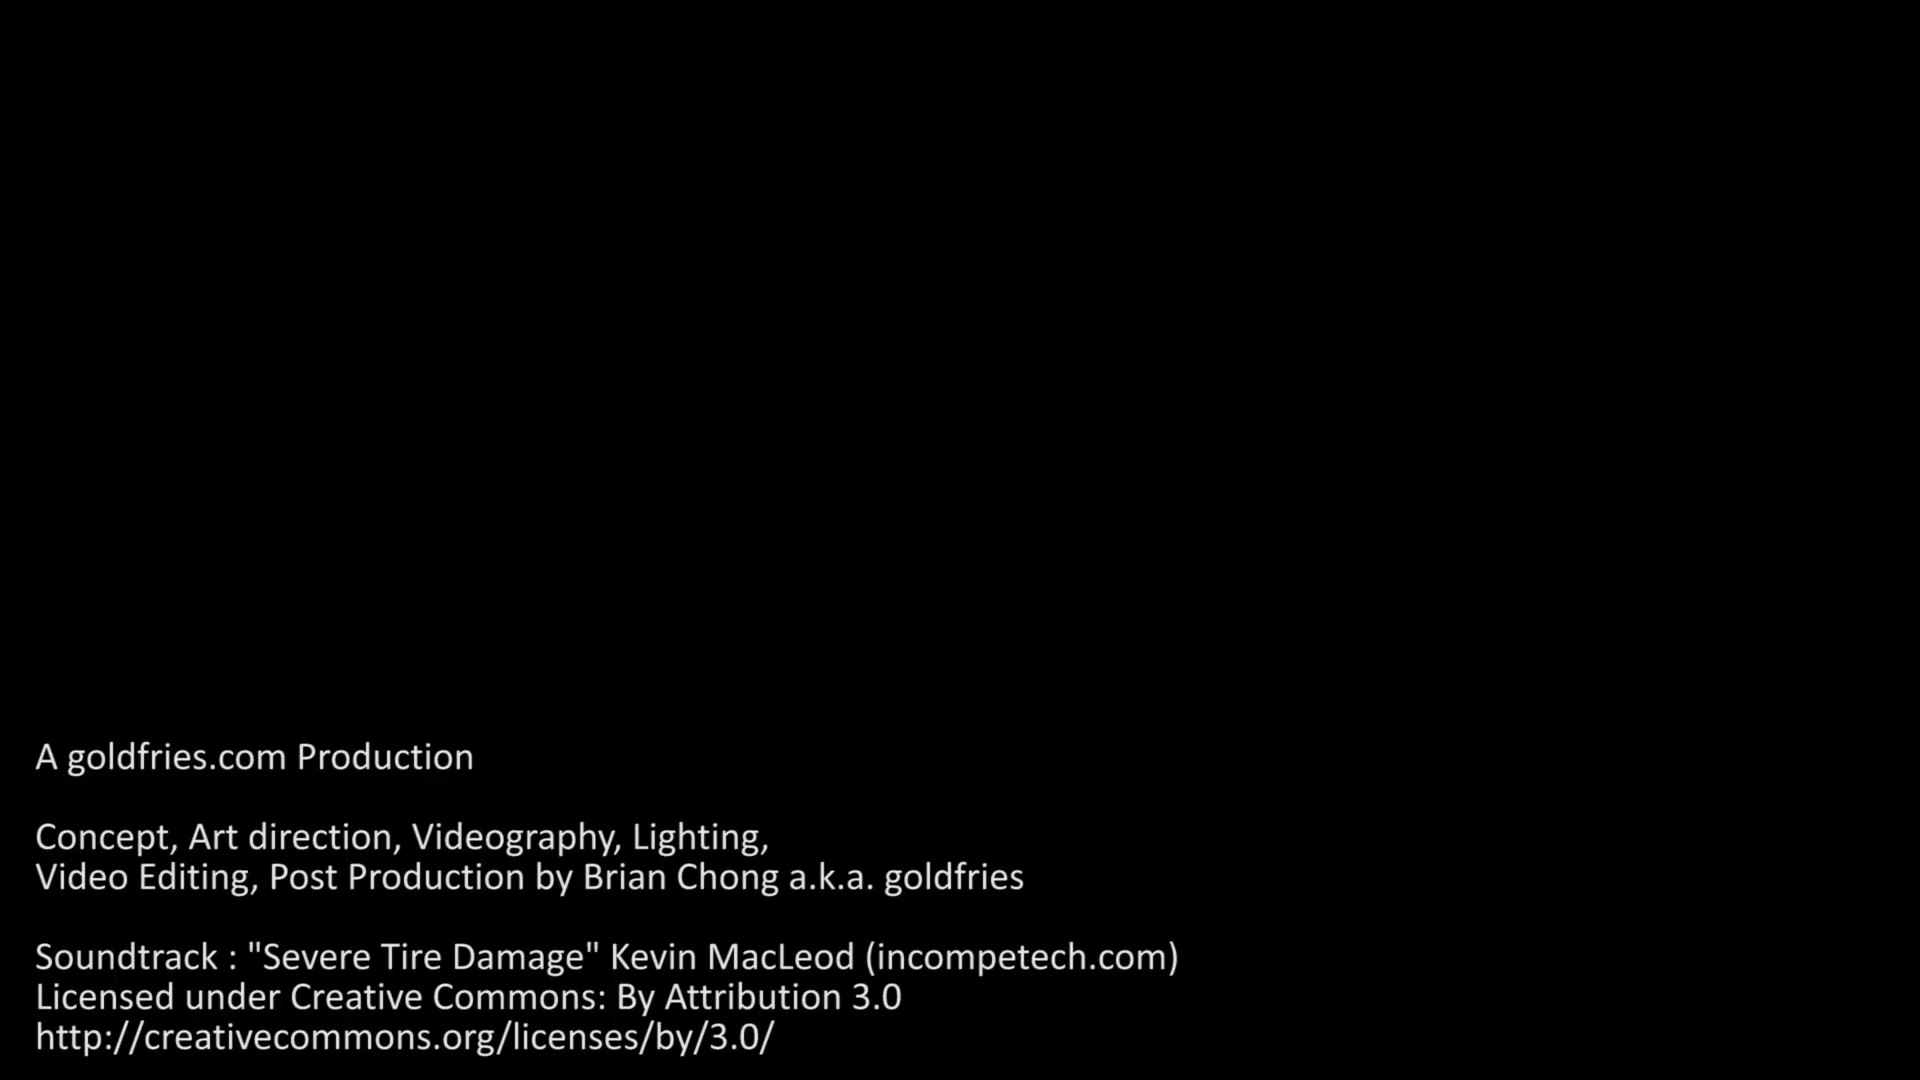 A goldfries.com Production
Concept, Art direction, Videography, Lighting,
Video Editing, Post Production by Brian Chong a.k.a. goldfries
Soundtrack : "Severe Tire Damage" Kevin MacLeod (incompetech.com)
Licensed under Creative Commons: By Attribution 3.0
http://creativecommons.org/licenses/by/3.0/